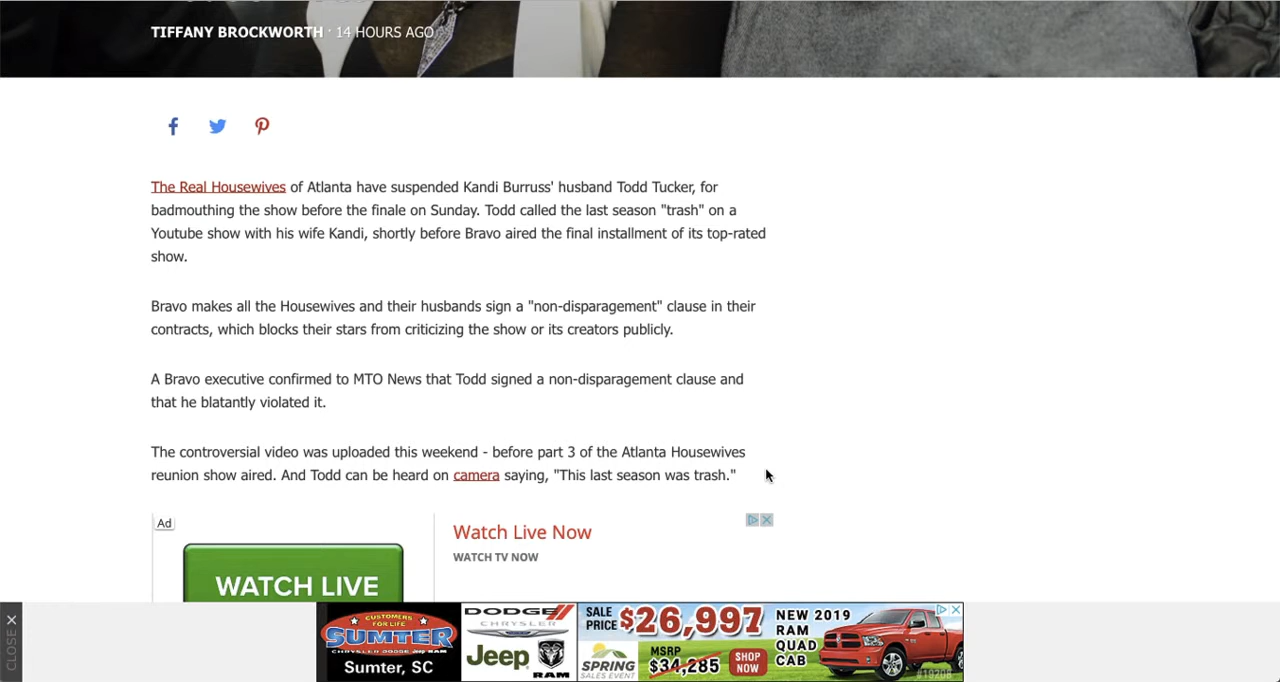 TIFFANY BROCKWORTH · 14 HOURS AGO
The Real Housewives of Atlanta have suspended Kandi Burruss' husband Todd Tucker, for
badmouthing the show before the finale on Sunday. Todd called the last season "trash" on a
Youtube show with his wife Kandi, shortly before Bravo aired the final installment of its top-rated
show.
Bravo makes all the Housewives and their husbands sign a "non-disparagement" clause in their
contracts, which blocks their stars from criticizing the show or its creators publicly.
A Bravo executive confirmed to MTO News that Todd signed a non-disparagement clause and
that he blatantly violated it.
The controversial video was uploaded this weekend - before part 3 of the Atlanta Housewives
reunion show aired. And Todd can be heard on camera saying, "This last season was trash."
Ad
WATCH LIVE
Watch Live Now
WATCH TV NOW
CLOSE X
CUSTOMERS
FOR LIFE
SUMTER
CHRYSLER DODGE JEEP RAM
Sumter, SC
DODGE
CHRYSLER
Jeep
RAM
SALE
PRICE
$26,997
SPRING
SALES EVENT
MSRP
$34,285
SHOP
NOW
NEW 2019
RAM
QUAD
CAB